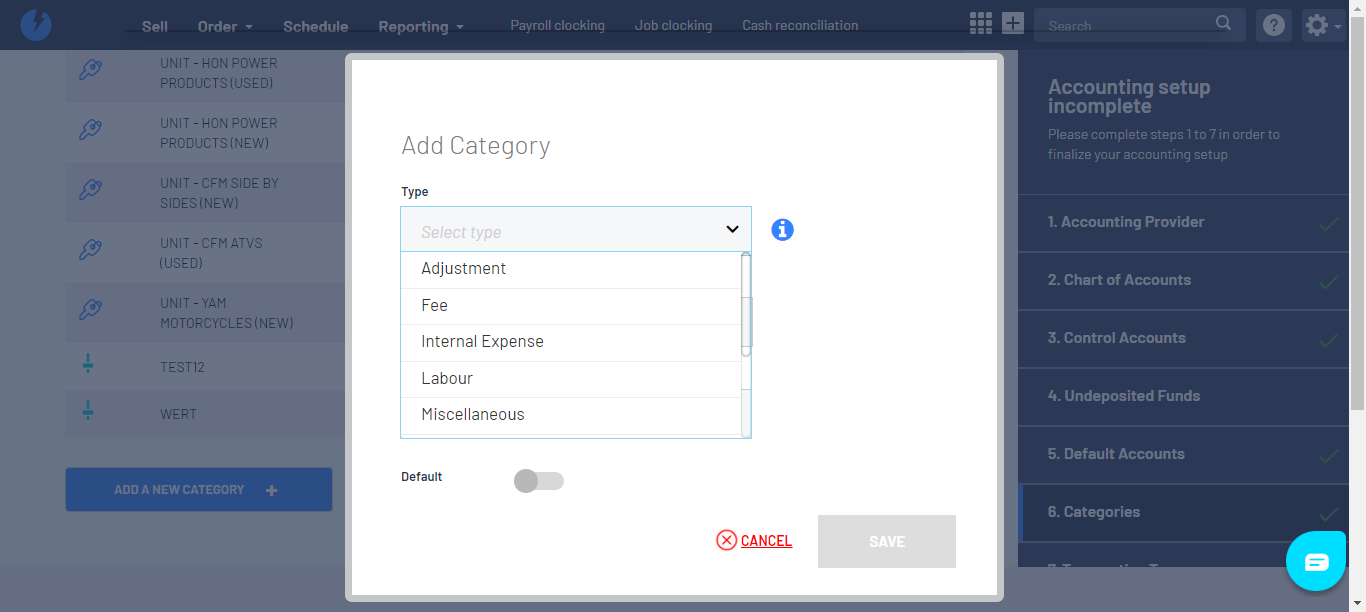 Sell Order Schedule Reporting Payroll clocking Job clocking Cash reconciliation Search
UNIT - HON POWER
PRODUCTS (USED)
UNIT - HON POWER
PRODUCTS (NEW)
UNIT - CFM SIDE BY
SIDES (NEW)
UNIT - CFM ATVS
(USED)
UNIT - YAM
MOTORCYCLES (NEW)
TEST12
WERT
ADD A NEW CATEGORY
Add Category
Type
Select type
Adjustment
Fee
Internal Expense
Labour
Miscellaneous
Default
CANCEL
SAVE
Accounting setup
incomplete
Please complete steps 1 to 7 in order to
finalize your accounting setup
1. Accounting Provider
2. Chart of Accounts
3. Control Accounts
4. Undeposited Funds
5. Default Accounts
6. Categories